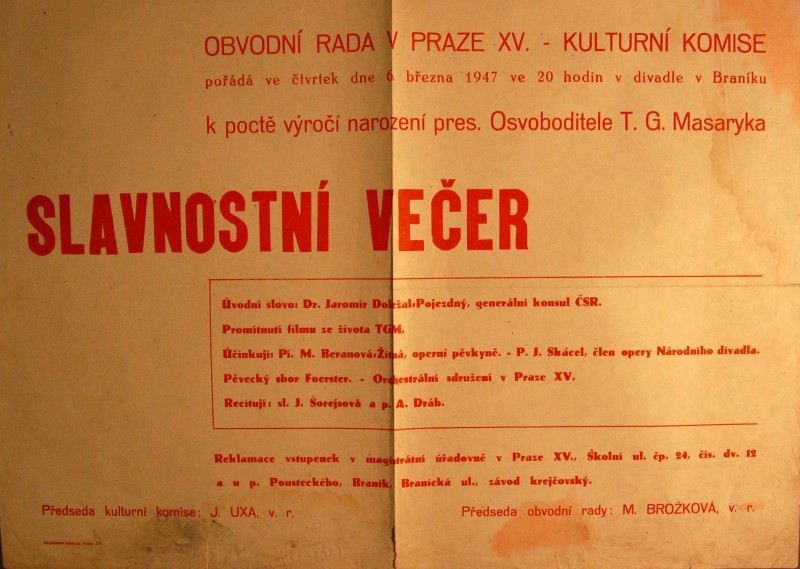 OBVODNÍ RADA V PRAZE XV. - KULTURNÍ KOMISE
pořádá ve čtvrtek dne 6. března 1947 ve 20 hodin v divadle v Braníku
k poctě výročí narození pres. Osvoboditele T. G. Masaryka
SLAVNOSTNÍ VEČER
Úvodní slovo: Dr. Jaromír Doležal-Pojezdný, generální konsul ČSR.
Promítnutí filmu ze života TGM.
Účinkují: Pí. M. Beranová-Žitná, operní pěvkyně. - P. J. Skácel, člen opery Národního divadla.
Pěvecký sbor Foerster. - Orchestrální sdružení v Praze XV.
Recitují: sl. J. Šorejsová a p. A. Dráb.
Reklamace vstupenek v magistrátní úřadovně v Praze XV., Školní ul. čp. 24, čís. dv. 12
a u p. Pousteckého, Braník, Branická ul., závod krejčovský.
Předseda kulturní komise: J. UXA, v. r.
Předseda obvodní rady: M. BROŽKOVÁ, v. r.